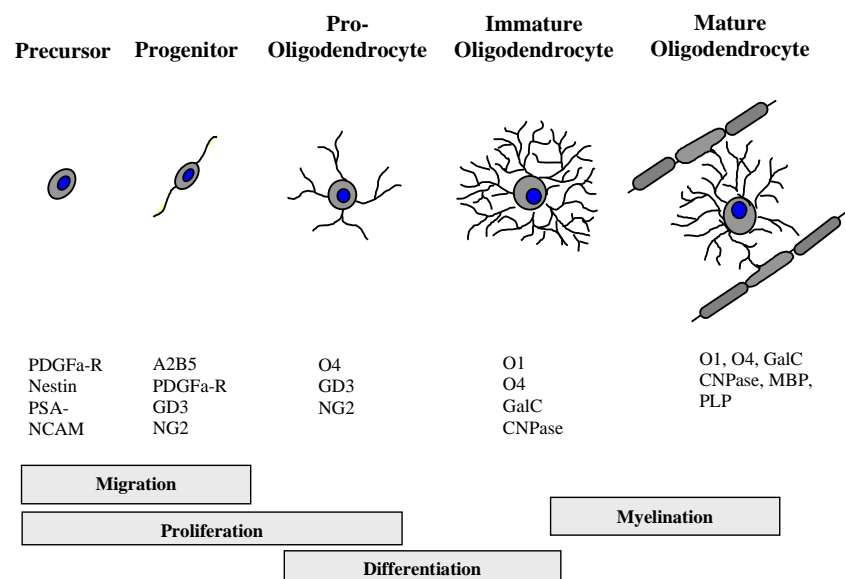 Precursor
Progenitor
Pro-
Oligodendrocyte
Immature
Oligodendrocyte
Mature
Oligodendrocyte
PDGFa-R
Nestin
PSA-
NCAM
A2B5
PDGFa-R
GD3
NG2
O4
GD3
NG2
O1
O4
GalC
CNPase
O1, O4, GalC
CNPase, MBP,
PLP
Migration
Proliferation
Myelination
Differentiation